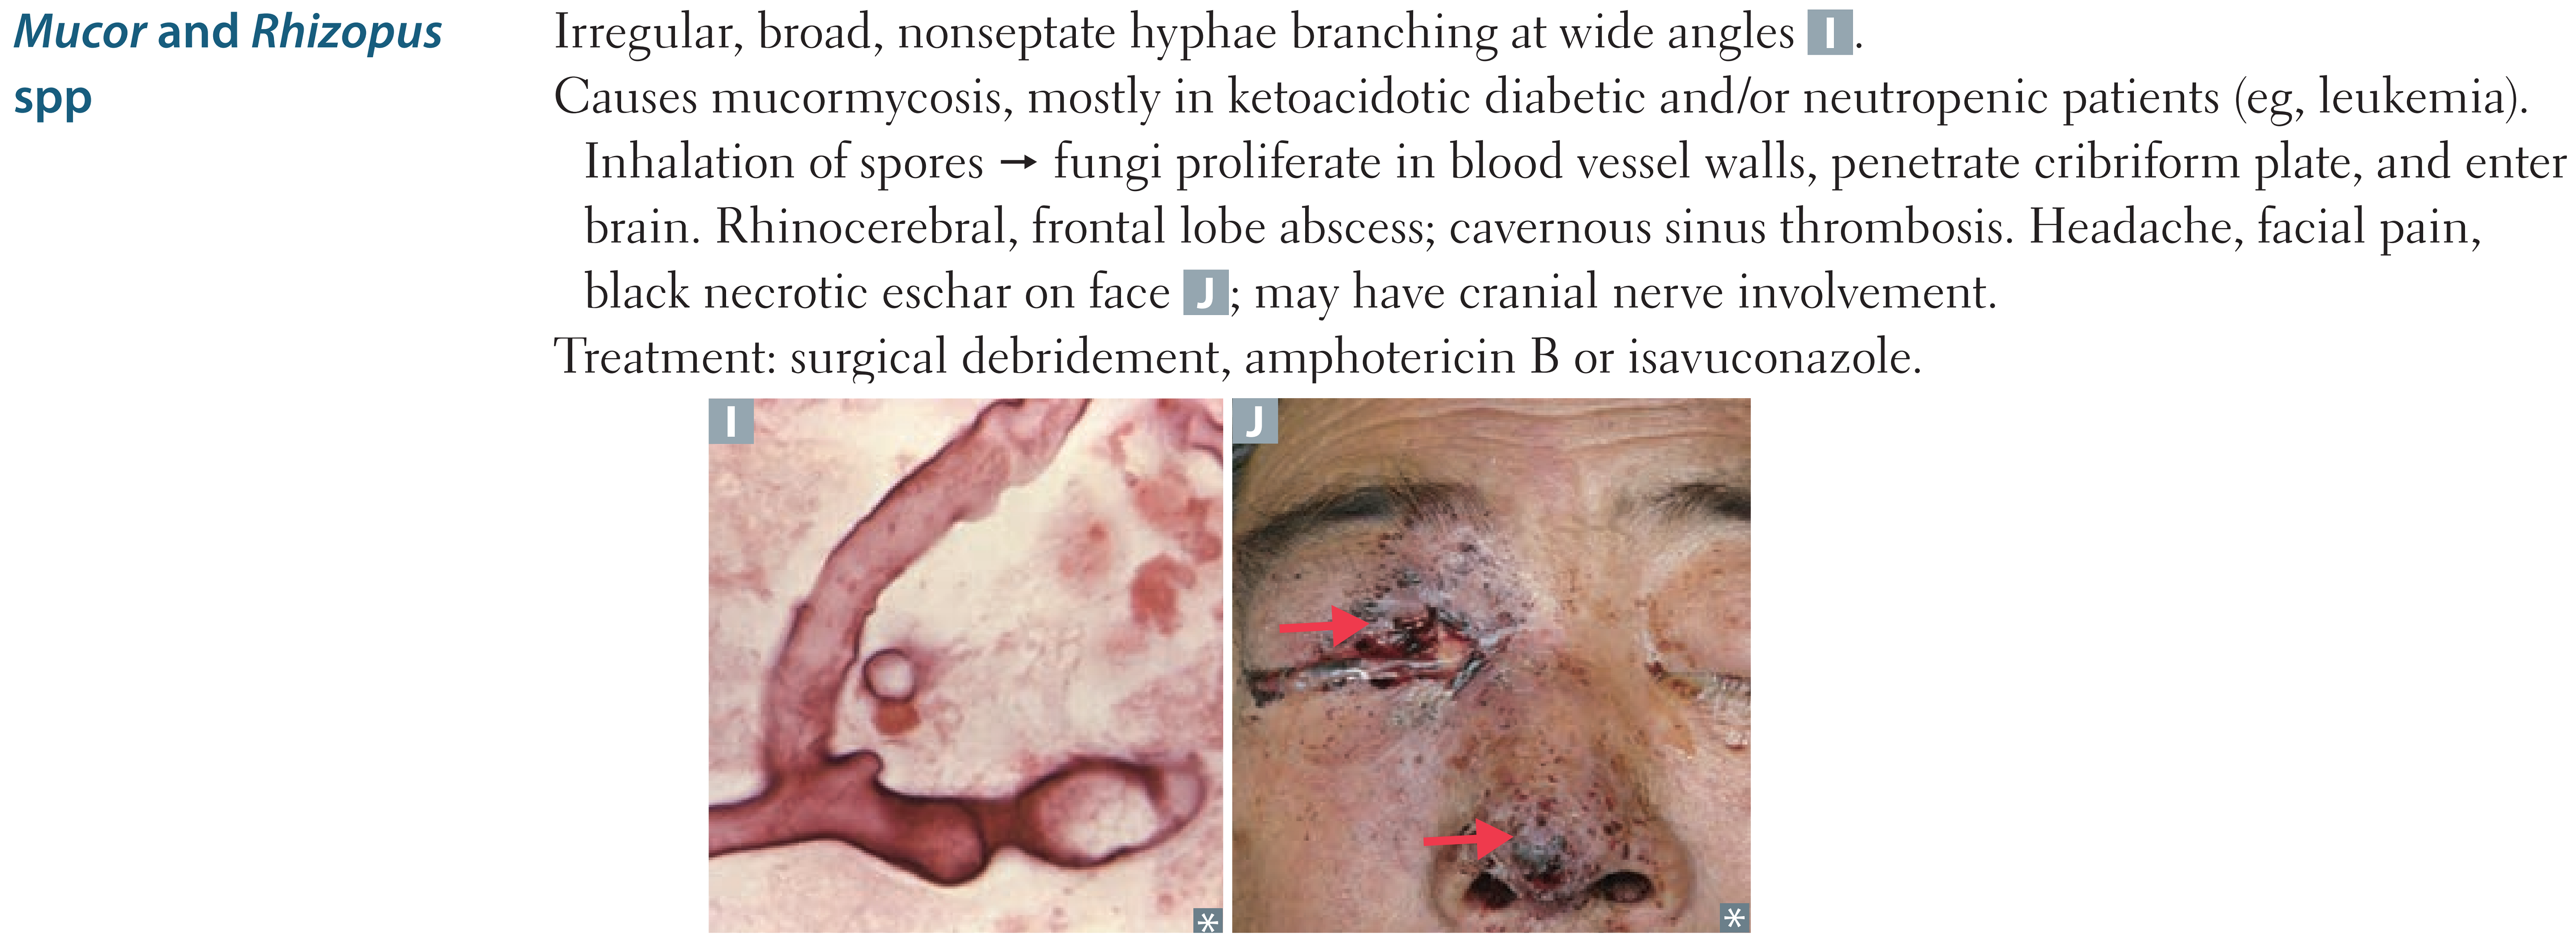 Mucor and Rhizopus
spp
Irregular, broad, nonseptate hyphae branching at wide angles I.
Causes mucormycosis, mostly in ketoacidotic diabetic and/or neutropenic patients (eg, leukemia).
Inhalation of spores → fungi proliferate in blood vessel walls, penetrate cribriform plate, and enter
brain. Rhinocerebral, frontal lobe abscess; cavernous sinus thrombosis. Headache, facial pain,
black necrotic eschar on face J; may have cranial nerve involvement.
Treatment: surgical debridement, amphotericin B or isavuconazole.
I
J
*
*